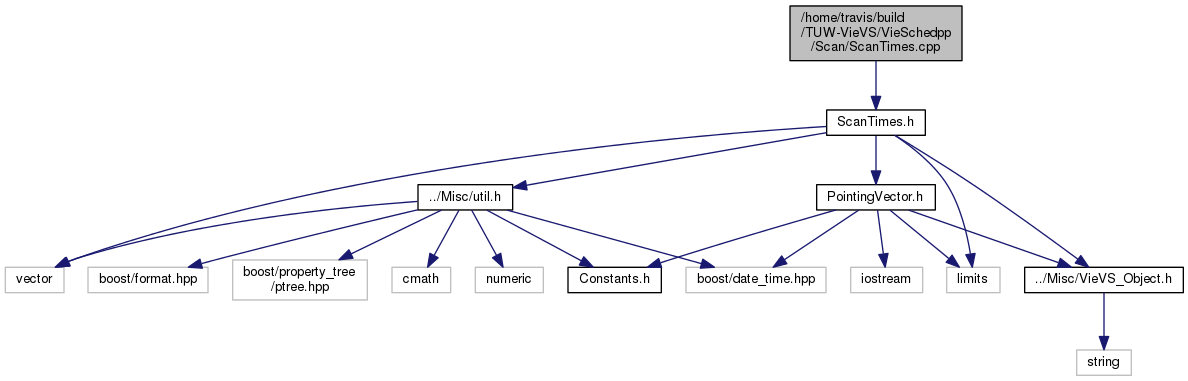 /home/travis/build
/TUW-VieVS/VieSchedpp
/Scan/ScanTimes.cpp
ScanTimes.h
../Misc/util.h
PointingVector.h
vector
boost/format.hpp
boost/property_tree
/ptree.hpp
cmath
numeric
Constants.h
boost/date_time.hpp
iostream
limits
../Misc/VieVS_Object.h
string